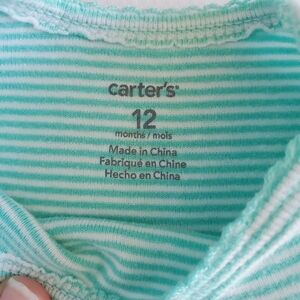 carter's®
12
months / mois
Made in China
Fabriqué en Chine
Hecho en China